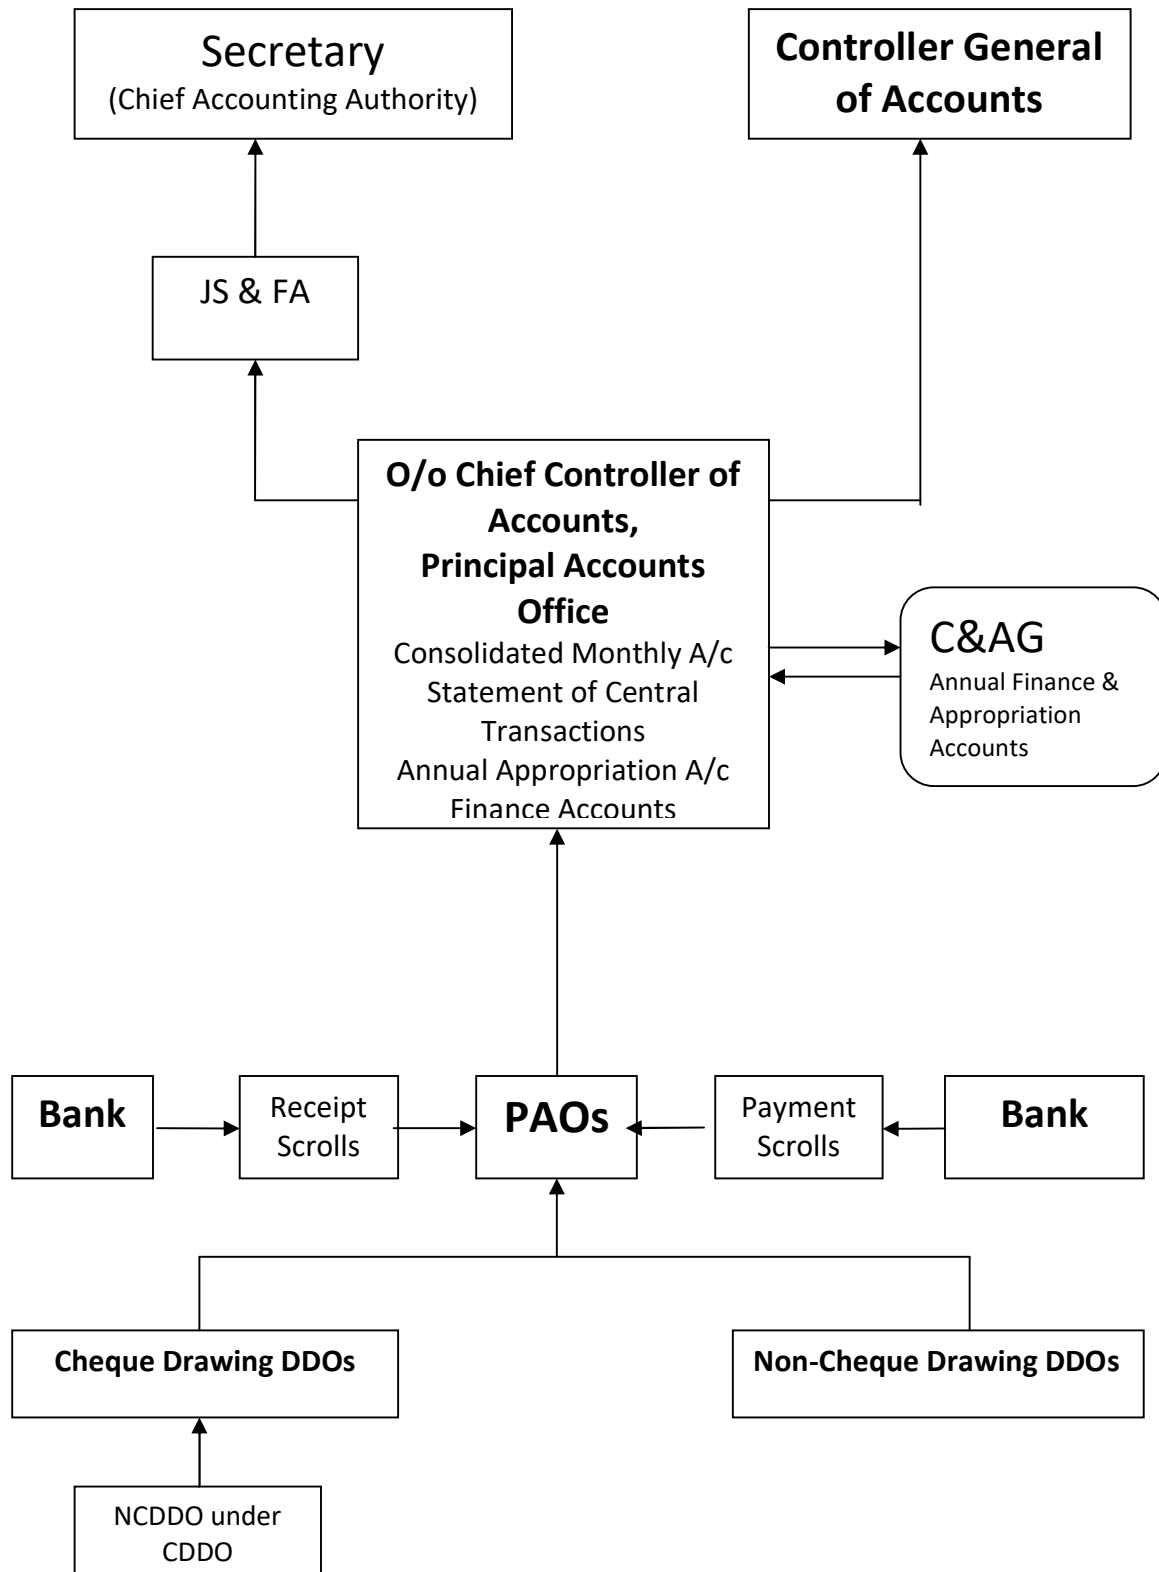 Secretary
(Chief Accounting Authority)
Controller General
of Accounts
JS & FA
O/o Chief Controller of
Accounts,
Principal Accounts
Office
Consolidated Monthly A/c
Statement of Central
Transactions
Annual Appropriation A/c
Finance Accounts
C&AG
Annual Finance &
Appropriation
Accounts
Bank
Receipt
Scrolls
PAOs
Payment
Scrolls
Bank
Cheque Drawing DDOs
Non-Cheque Drawing DDOs
NCDDO under
CDDO